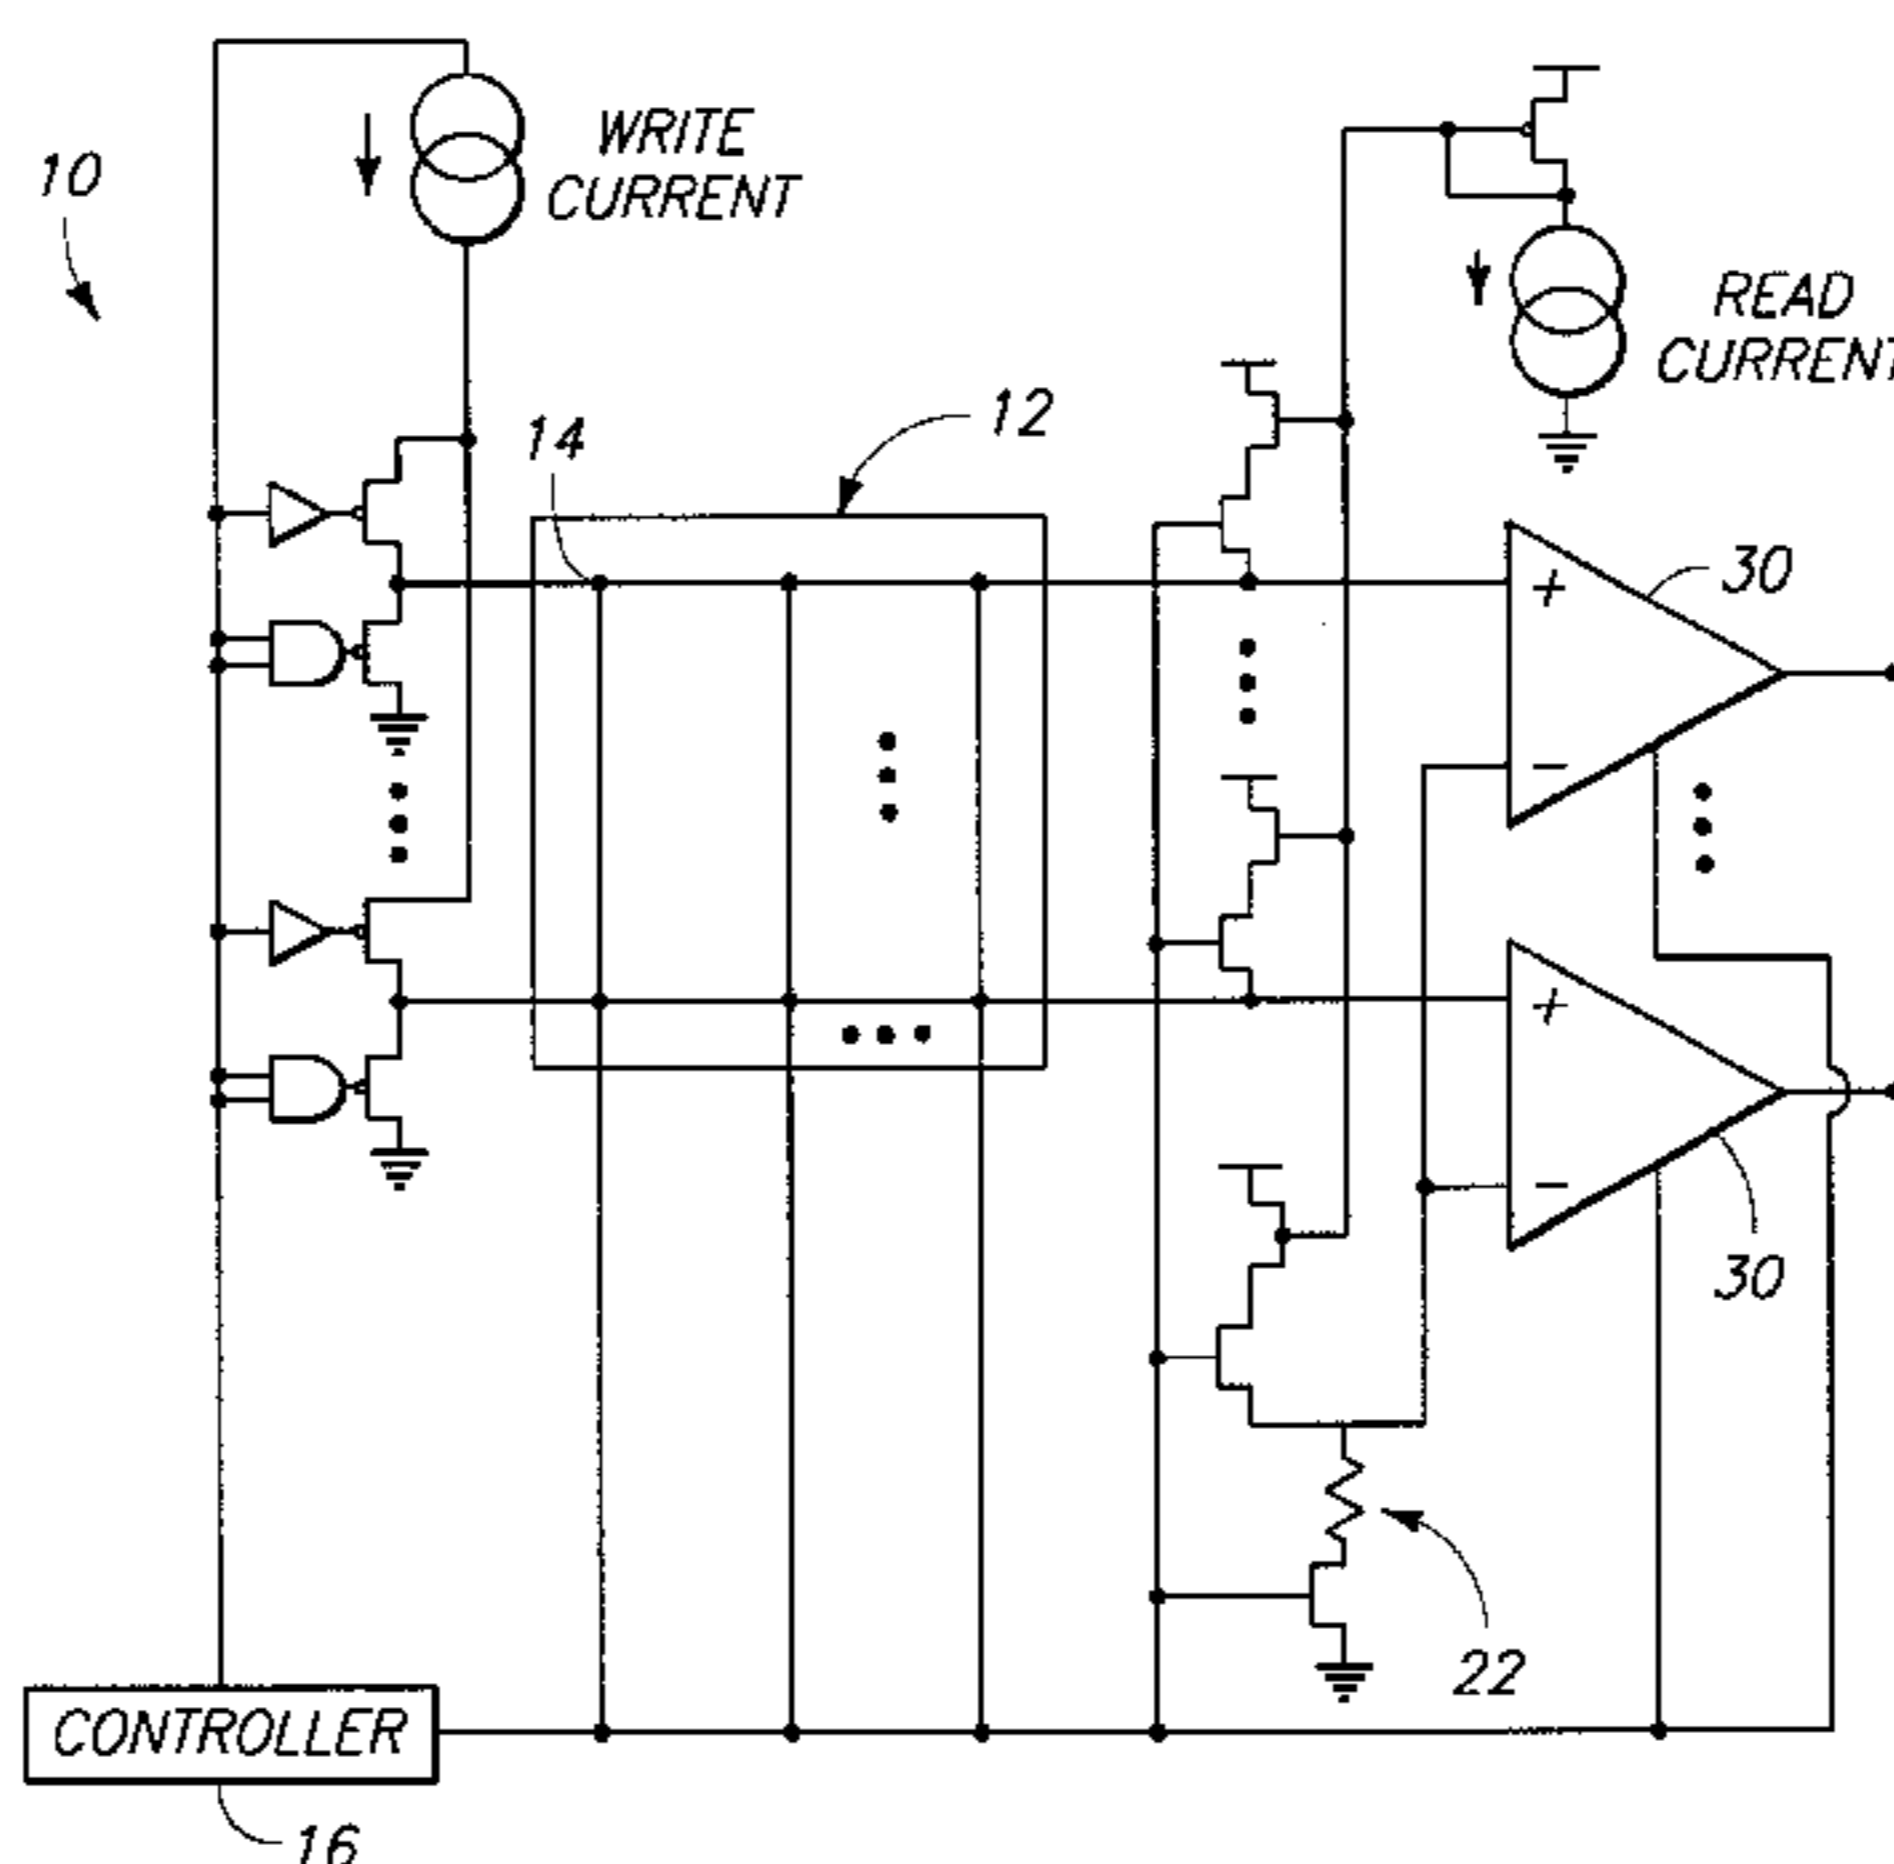 10
WRITE
CURRENT
READ
CURRENT
14
12
30
+
−
+
−
30
22
CONTROLLER
16